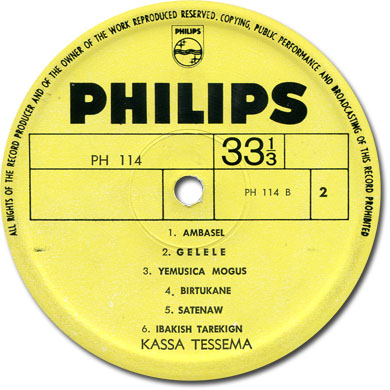 ALL RIGHTS OF THE RECORD PRODUCER AND OF THE OWNER OF THE WORK REPRODUCED RESERVED. COPYING, PUBLIC PERFORMANCE AND BROADCASTING OF THIS RECORD PROHIBITED
PHILIPS
PHILIPS
PH 114
33 1/3
PH 114 B
2
1. AMBASEL
2. GELELE
3. YEMUSICA MOGUS
4. BIRTUKANE
5. SATENAW
6. IBAKISH TAREKIGN
KASSA TESSEMA